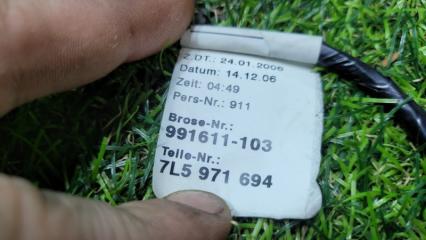 Z.DT.: 24.01.2006
Datum: 14.12.06
Zeit: 04:49
Pers-Nr.: 911
Brose-Nr.:
991611-103
Teile-Nr.:
7L5 971 694